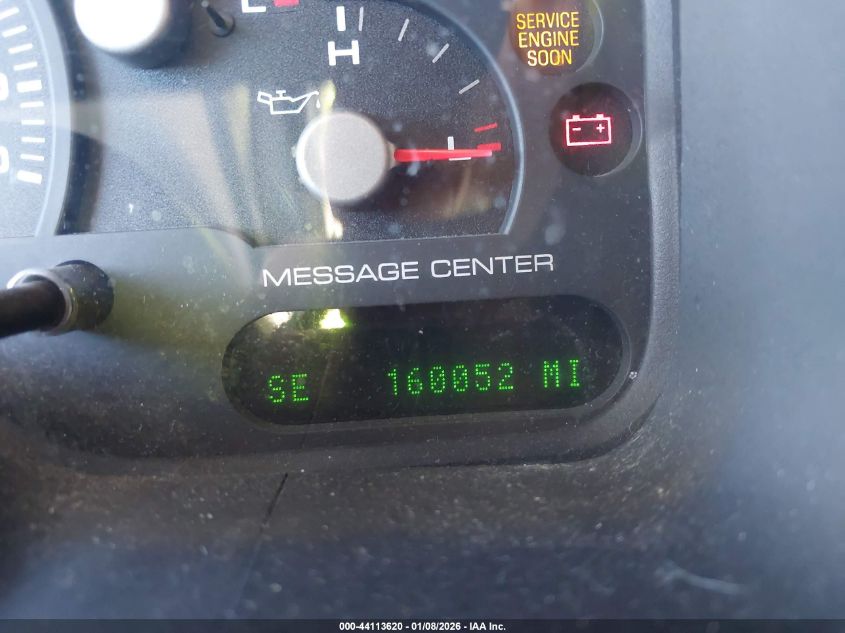 L
H
SERVICE
ENGINE
SOON
- +
L
MESSAGE CENTER
SE 160052 MI
000-44113620 - 01/08/2026 - IAA Inc.